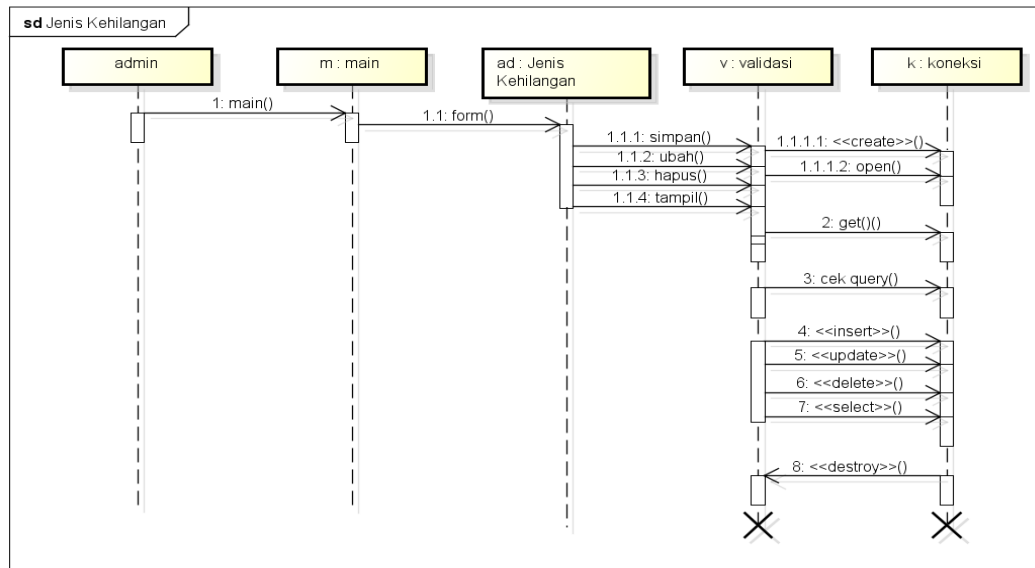 sd Jenis Kehilangan
admin
m : main
ad : Jenis
Kehilangan
v : validasi
k : koneksi
1: main()
1.1: form()
1.1.1: simpan()
1.1.1.1: <<create>>()
1.1.2: ubah()
1.1.1.2: open()
1.1.3: hapus()
1.1.4: tampil()
2: get()()
3: cek query()
4: <<insert>>()
5: <<update>>()
6: <<delete>>()
7: <<select>>()
8: <<destroy>>()